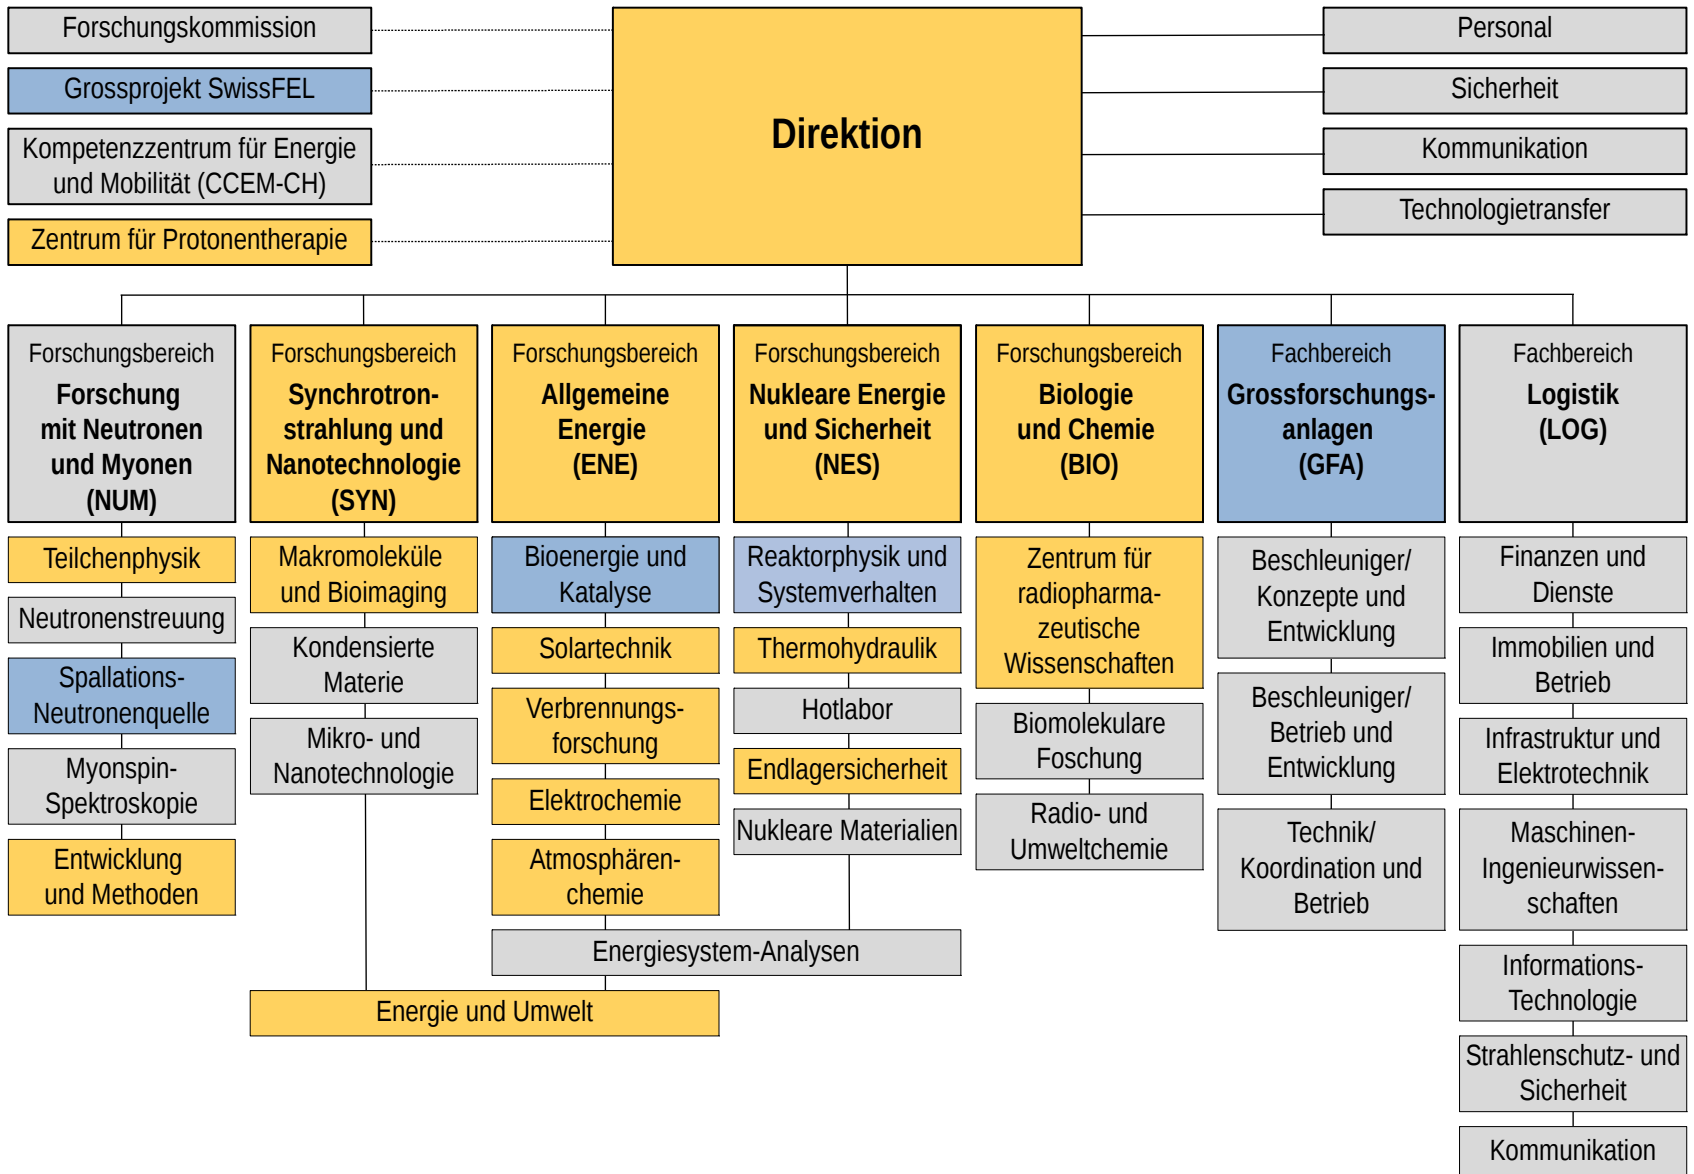 Forschungskommission
Grossprojekt SwissFEL
Kompetenzzentrum für Energie
und Mobilität (CCEM-CH)
Zentrum für Protonentherapie
Direktion
Personal
Sicherheit
Kommunikation
Technologietransfer
Forschungsbereich
Forschung
mit Neutronen
und Myonen
(NUM)
Teilchenphysik
Neutronenstreuung
Spallations-
Neutronenquelle
Myonspin-
Spektroskopie
Entwicklung
und Methoden
Forschungsbereich
Synchrotron-
strahlung und
Nanotechnologie
(SYN)
Makromoleküle
und Bioimaging
Kondensierte
Materie
Mikro- und
Nanotechnologie
Forschungsbereich
Allgemeine
Energie
(ENE)
Bioenergie und
Katalyse
Solartechnik
Verbrennungs-
forschung
Elektrochemie
Atmosphären-
chemie
Forschungsbereich
Nukleare Energie
und Sicherheit
(NES)
Reaktorphysik und
Systemverhalten
Thermohydraulik
Hotlabor
Endlagersicherheit
Nukleare Materialien
Energiesystem-Analysen
Energie und Umwelt
Forschungsbereich
Biologie
und Chemie
(BIO)
Zentrum für
radiopharma-
zeutische
Wissenschaften
Biomolekulare
Foschung
Radio- und
Umweltchemie
Fachbereich
Grossforschungs-
anlagen
(GFA)
Beschleuniger/
Konzepte und
Entwicklung
Beschleuniger/
Betrieb und
Entwicklung
Technik/
Koordination und
Betrieb
Fachbereich
Logistik
(LOG)
Finanzen und
Dienste
Immobilien und
Betrieb
Infrastruktur und
Elektrotechnik
Maschinen-
Ingenieurwissen-
schaften
Informations-
Technologie
Strahlenschutz- und
Sicherheit
Kommunikation